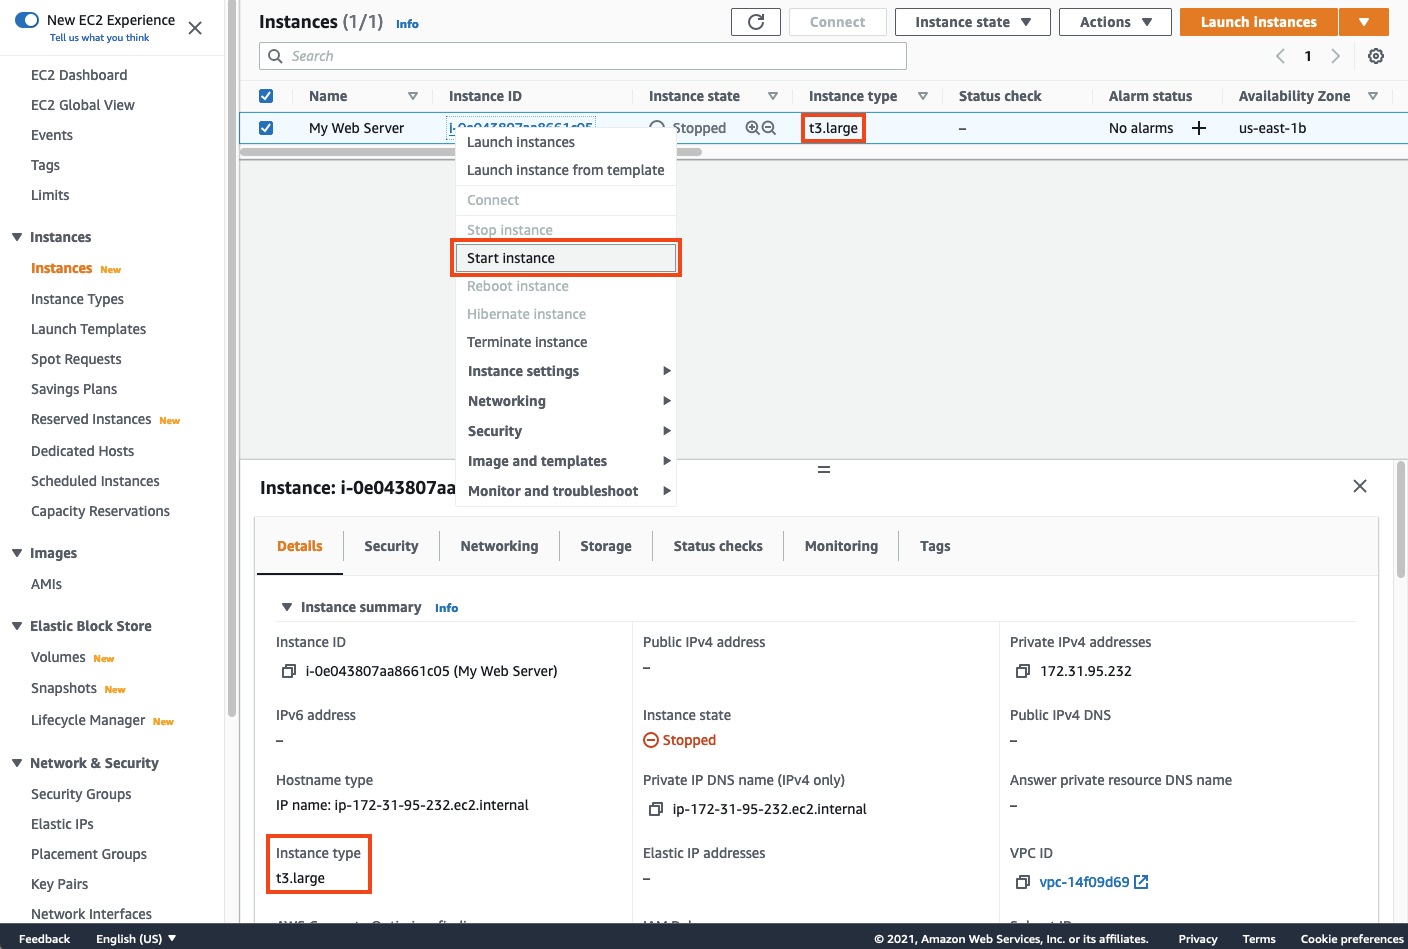 New EC2 Experience
Tell us what you think
EC2 Dashboard
EC2 Global View
Events
Tags
Limits
Instances
Instances New
Instance Types
Launch Templates
Spot Requests
Savings Plans
Reserved Instances New
Dedicated Hosts
Scheduled Instances
Capacity Reservations
Images
AMIs
Elastic Block Store
Volumes New
Snapshots New
Lifecycle Manager New
Network & Security
Security Groups
Elastic IPs
Placement Groups
Key Pairs
Network Interfaces
Instances (1/1) Info
Connect
Instance state
Actions
Launch instances
Search
1
Name Instance ID Instance state Instance type Status check Alarm status Availability Zone
My Web Server i-0e043807aa8661c05 Stopped t3.large – No alarms + us-east-1b
Launch instances
Launch instance from template
Connect
Stop instance
Start instance
Reboot instance
Hibernate instance
Terminate instance
Instance settings
Networking
Security
Image and templates
Monitor and troubleshoot
Instance: i-0e043807aa
Details Security Networking Storage Status checks Monitoring Tags
Instance summary Info
Instance ID
i-0e043807aa8661c05 (My Web Server)
Public IPv4 address
–
Private IPv4 addresses
172.31.95.232
IPv6 address
–
Instance state
Stopped
Public IPv4 DNS
–
Hostname type
IP name: ip-172-31-95-232.ec2.internal
Private IP DNS name (IPv4 only)
ip-172-31-95-232.ec2.internal
Answer private resource DNS name
–
Instance type
t3.large
Elastic IP addresses
–
VPC ID
vpc-14f09d69
Feedback English (US) © 2021, Amazon Web Services, Inc. or its affiliates. Privacy Terms Cookie preferences